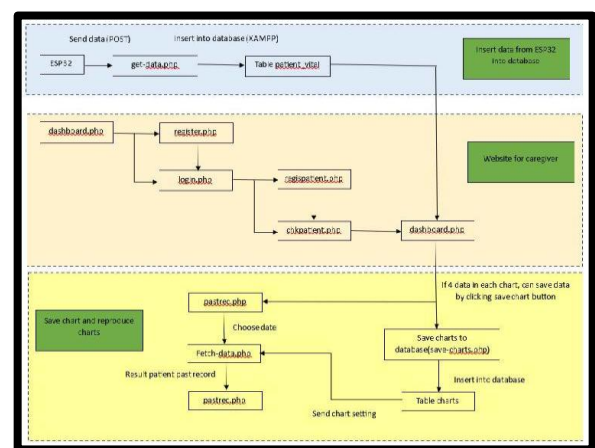 Send data (POST)
Insert into database (XAMPP)
ESP32
get-data.php
Table patient_vital
Insert data from ESP32
into database
dashboard.php
register.php
login.php
regispatient.php
chkpatient.php
dashboard.php
Website for caregiver
If 4 data in each chart, can save data
by clicking save chart button
pastrec.php
Choose date
Fetch-data.php
Result patient past record
pastrec.php
Save chart and reproduce
charts
Save charts to
database(save-charts.php)
Insert into database
Table charts
Send chart setting